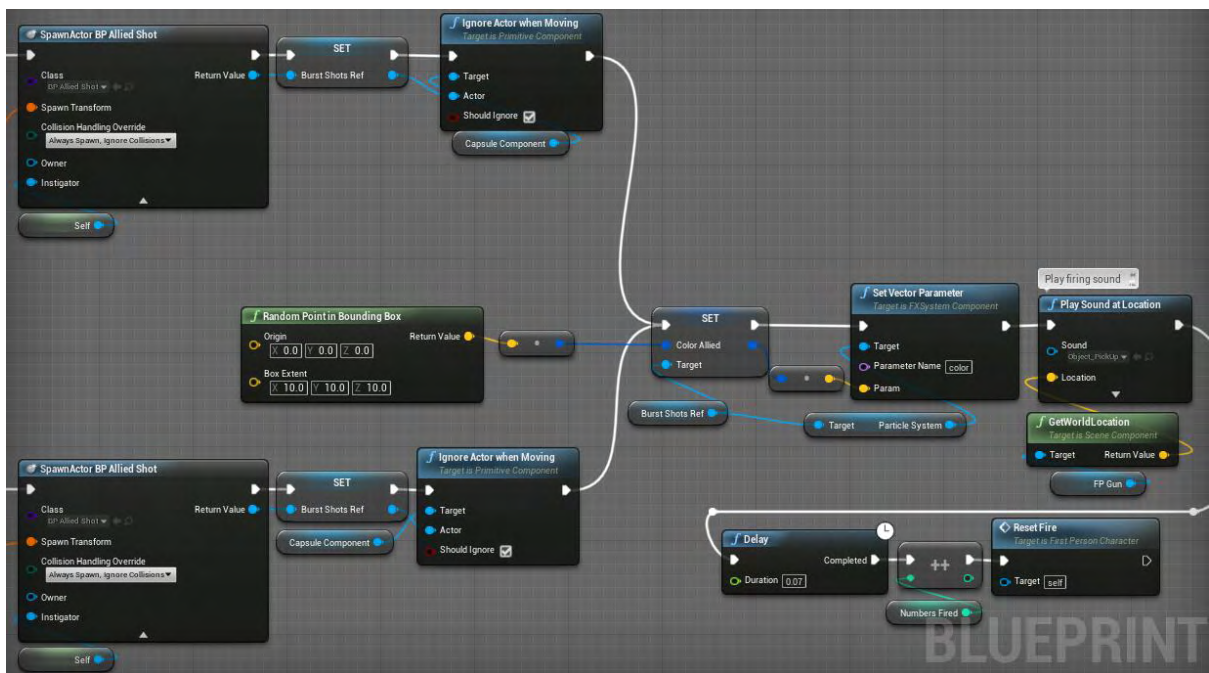 SpawnActor BP Allied Shot
Class
BP Allied Shot
Return Value
Spawn Transform
Collision Handling Override
Always Spawn, Ignore Collisions
Owner
Instigator
Self
SET
Burst Shots Ref
Ignore Actor when Moving
Target is Primitive Component
Target
Actor
Should Ignore
Capsule Component
Random Point in Bounding Box
Origin
Return Value
X 0.0 Y 0.0 Z 0.0
Box Extent
X 10.0 Y 10.0 Z 10.0
SET
Color Allied
Target
Burst Shots Ref
Target Particle System
Set Vector Parameter
Target is FXSystem Component
Target
Parameter Name color
Param
Play firing sound
Play Sound at Location
Sound
Object_PickUp
Location
GetWorldLocation
Target is Scene Component
Target Return Value
FP Gun
SpawnActor BP Allied Shot
Class
BP Allied Shot
Return Value
Spawn Transform
Collision Handling Override
Always Spawn, Ignore Collisions
Owner
Instigator
Self
SET
Burst Shots Ref
Capsule Component
Ignore Actor when Moving
Target is Primitive Component
Target
Actor
Should Ignore
Delay
Completed
Duration 0.07
++
Numbers Fired
Reset Fire
Target is First Person Character
Target self
BLUEPRINT